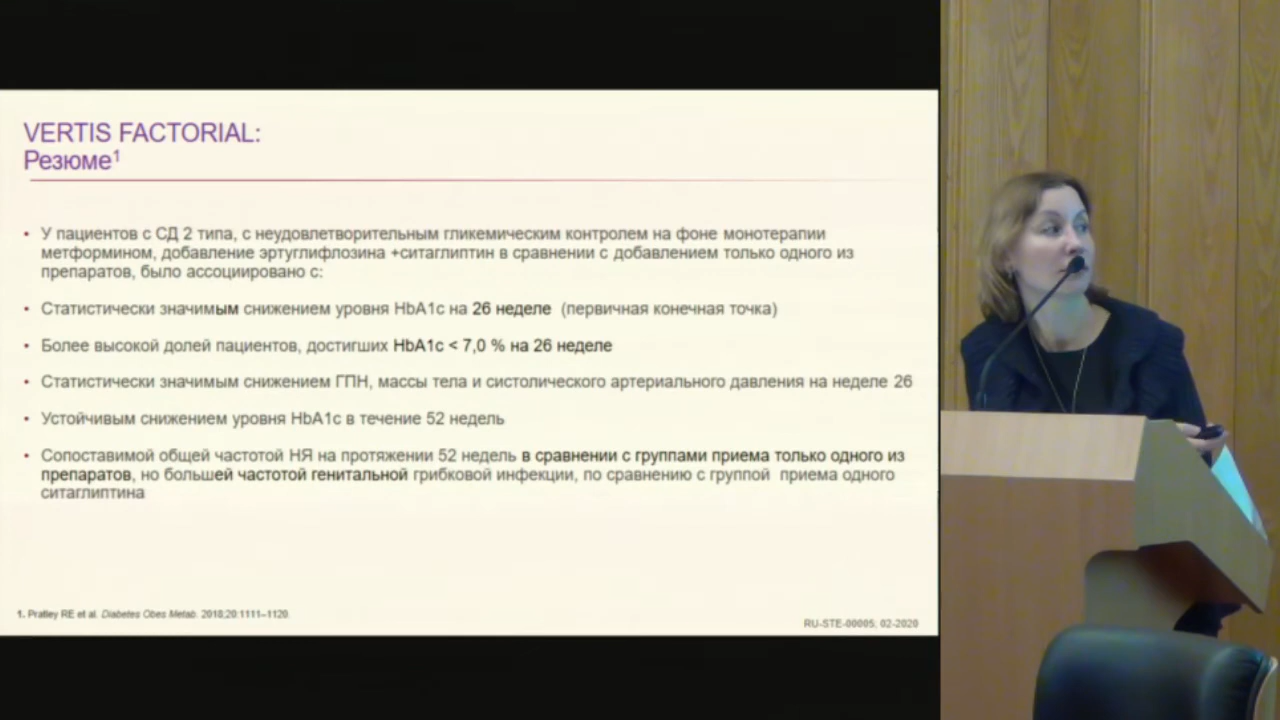 VERTIS FACTORIAL:
Резюме¹
• У пациентов с СД 2 типа, с неудовлетворительным гликемическим контролем на фоне монотерапии
метформином, добавление эртуглифлозина +ситаглиптин в сравнении с добавлением только одного из
препаратов, было ассоциировано с:
• Статистически значимым снижением уровня HbA1c на 26 неделе (первичная конечная точка)
• Более высокой долей пациентов, достигших HbA1c < 7,0 % на 26 неделе
• Статистически значимым снижением ГПН, массы тела и систолического артериального давления на неделе 26
• Устойчивым снижением уровня HbA1c в течение 52 недель
• Сопоставимой общей частотой НЯ на протяжении 52 недель в сравнении с группами приема только одного из
препаратов, но большей частотой генитальной грибковой инфекции, по сравнению с группой приема одного
ситаглиптина
1. Pratley RE et al. Diabetes Obes Metab. 2018;20:1111–1120.
RU-STE-00005; 02-2020